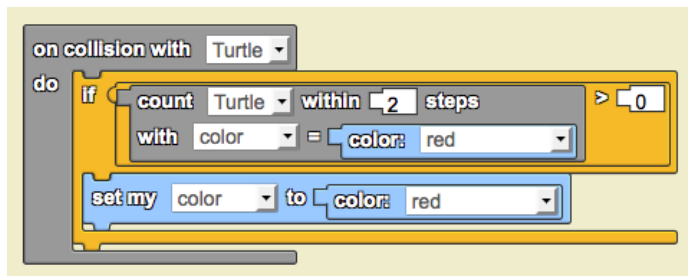 on collision with Turtle
do
if count Turtle within 2 steps > 0
with color = color: red
set my color to color: red